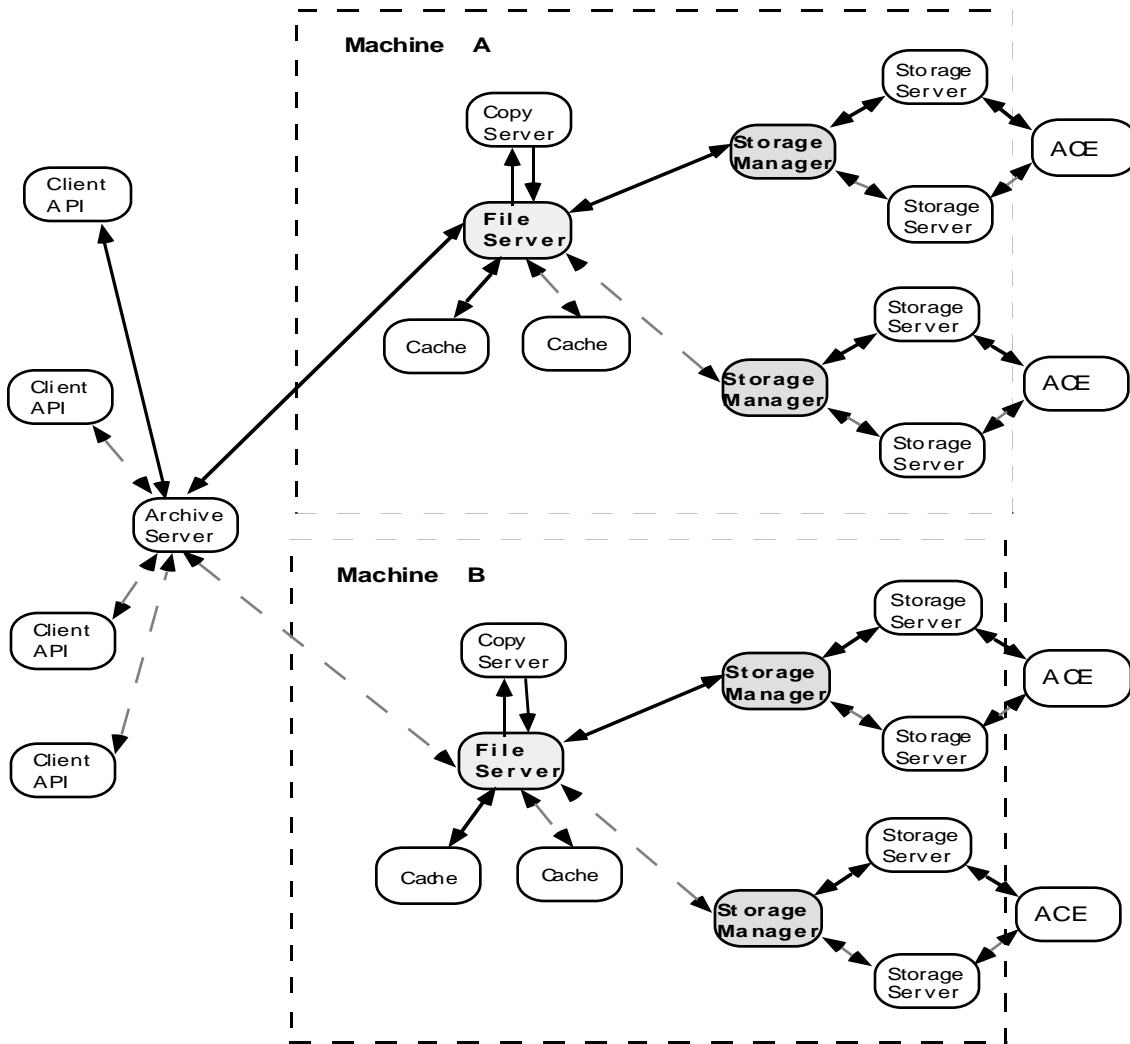 Machine A
Storage
Server
Copy
Server
Storage
Manager
ACE
Client
API
Storage
Server
File
Server
Storage
Server
Cache
Cache
Client
API
Storage
Manager
ACE
Storage
Server
Archive
Server
Machine B
Storage
Server
Client
API
Copy
Server
Storage
Manager
ACE
Storage
Server
File
Server
Client
API
Storage
Server
Cache
Cache
Storage
Manager
ACE
Storage
Server